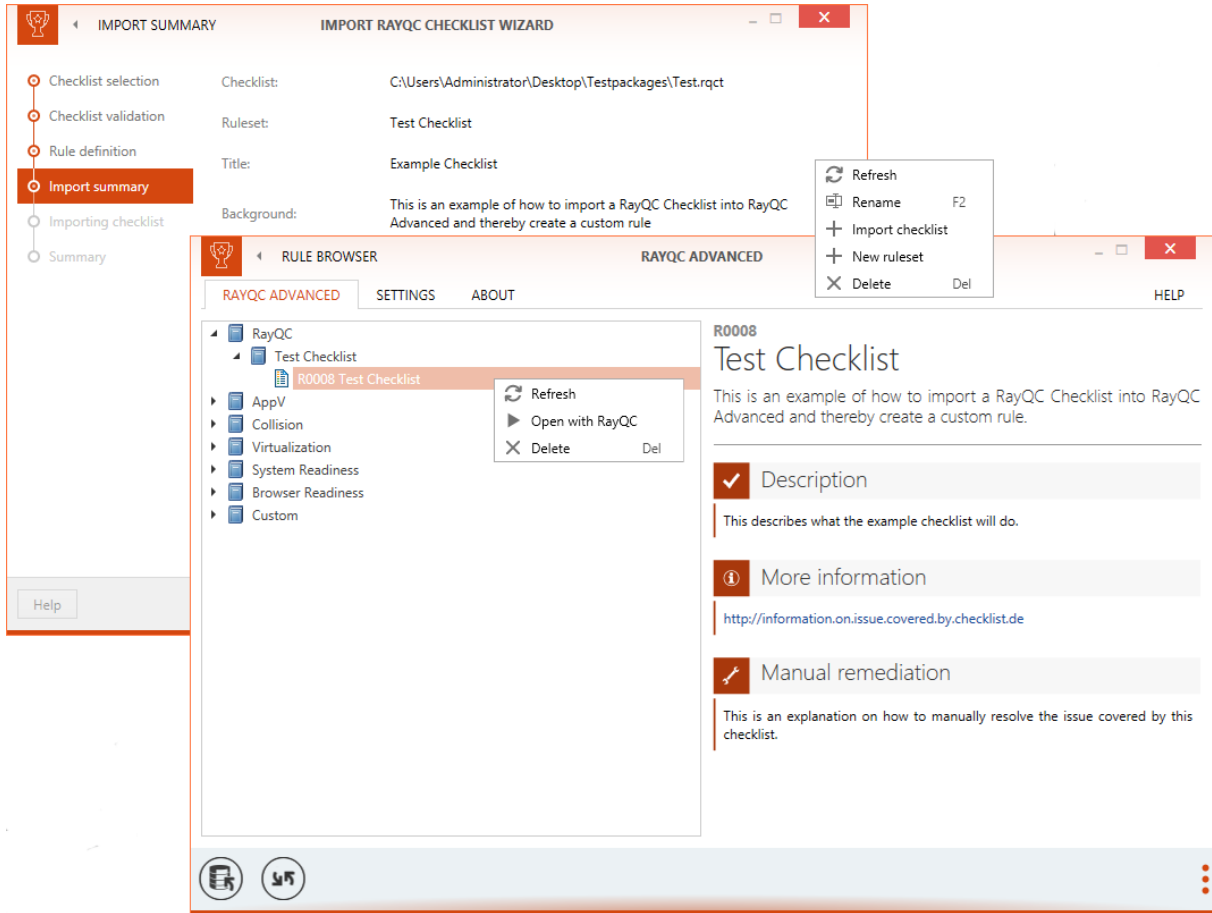 IMPORT SUMMARY
IMPORT RAYQC CHECKLIST WIZARD
Checklist selection
Checklist validation
Rule definition
Import summary
Importing checklist
Summary
Checklist: C:\Users\Administrator\Desktop\Testpackages\Test.rqct
Ruleset: Test Checklist
Title: Example Checklist
Background: This is an example of how to import a RayQC Checklist into RayQC
Advanced and thereby create a custom rule
Help
Refresh
Rename F2
Import checklist
New ruleset
Delete Del
RULE BROWSER
RAYQC ADVANCED
RAYQC ADVANCED SETTINGS ABOUT HELP
RayQC
Test Checklist
R0008 Test Checklist
AppV
Collision
Virtualization
System Readiness
Browser Readiness
Custom
Refresh
Open with RayQC
Delete Del
R0008
Test Checklist
This is an example of how to import a RayQC Checklist into RayQC
Advanced and thereby create a custom rule.
Description
This describes what the example checklist will do.
More information
http://information.on.issue.covered.by.checklist.de
Manual remediation
This is an explanation on how to manually resolve the issue covered by this
checklist.